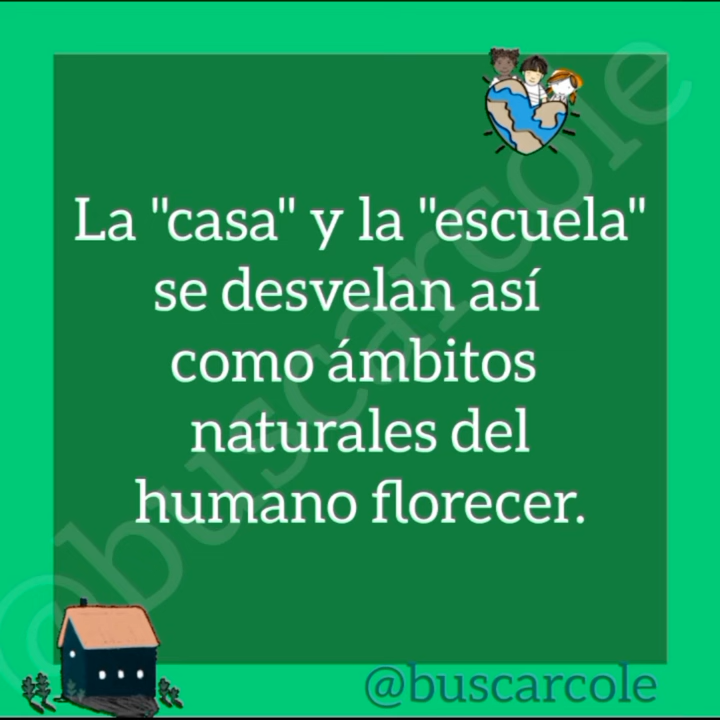 La "casa" y la "escuela"
se desvelan así
como ámbitos
naturales del
humano florecer.
@buscarcole
@buscarcole